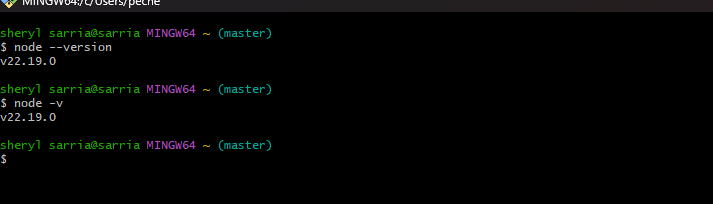 MINGW64:/c/Users/peche
sheryl sarria@sarria MINGW64 ~ (master)
$ node --version
v22.19.0
sheryl sarria@sarria MINGW64 ~ (master)
$ node -v
v22.19.0
sheryl sarria@sarria MINGW64 ~ (master)
$